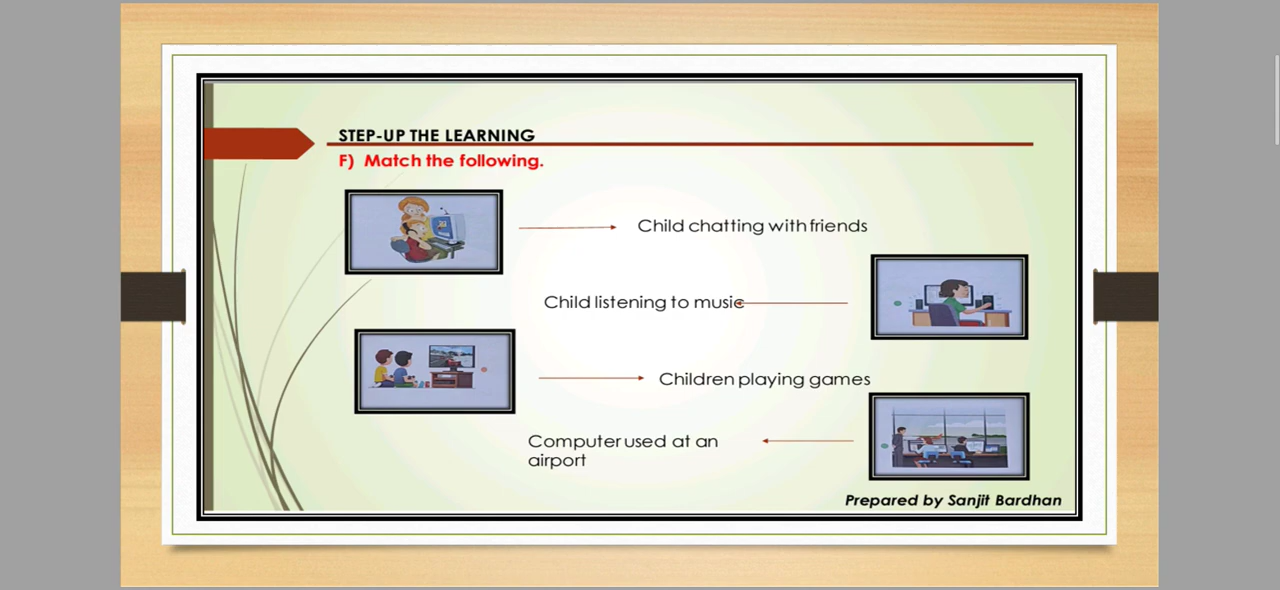 STEP-UP THE LEARNING
F) Match the following.
Child chatting with friends
Child listening to music
Children playing games
Computer used at an
airport
Prepared by Sanjit Bardhan